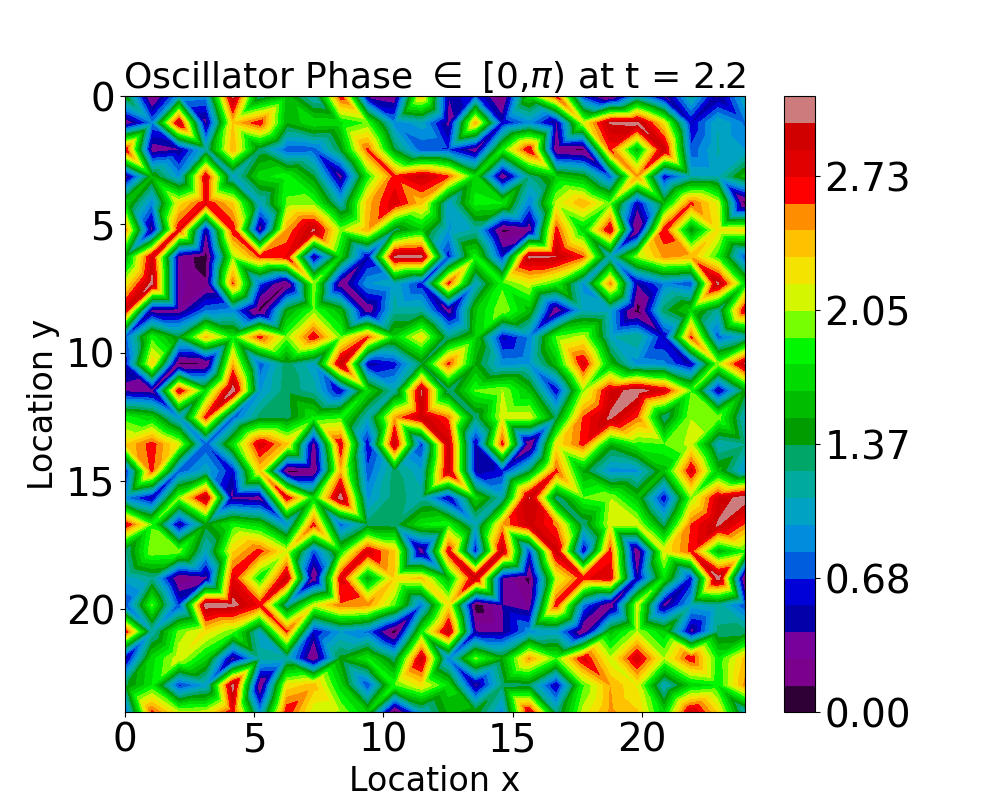 Oscillator Phase ∈ [0,π) at t = 2.2
0
5
10
15
20
Location y
0 5 10 15 20
Location x
2.73
2.05
1.37
0.68
0.00